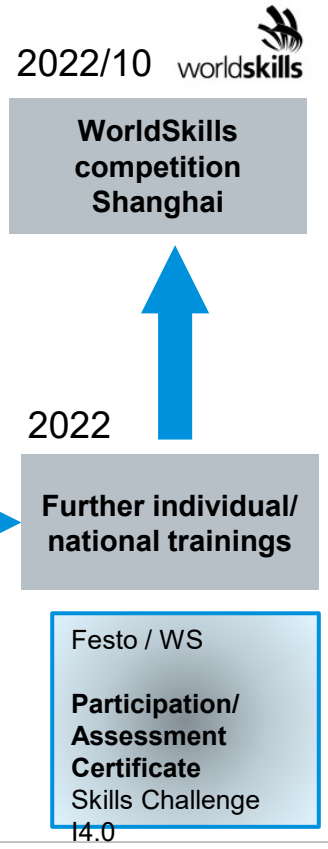 2022/10
worldskills
WorldSkills
competition
Shanghai
2022
Further individual/
national trainings
Festo / WS
Participation/
Assessment
Certificate
Skills Challenge
I4.0